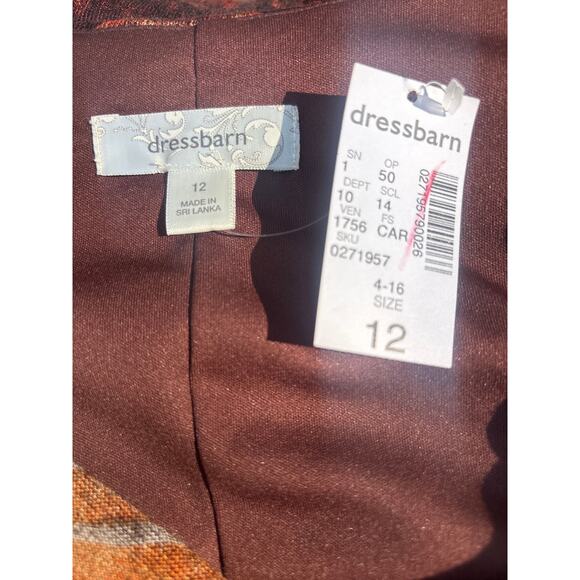 dressbarn
12
MADE IN
SRI LANKA
dressbarn
SN OP
1 50
DEPT SCL
10 14
VEN FS
1756 CAR
SKU
0271957
027195790026
4-16
SIZE
12